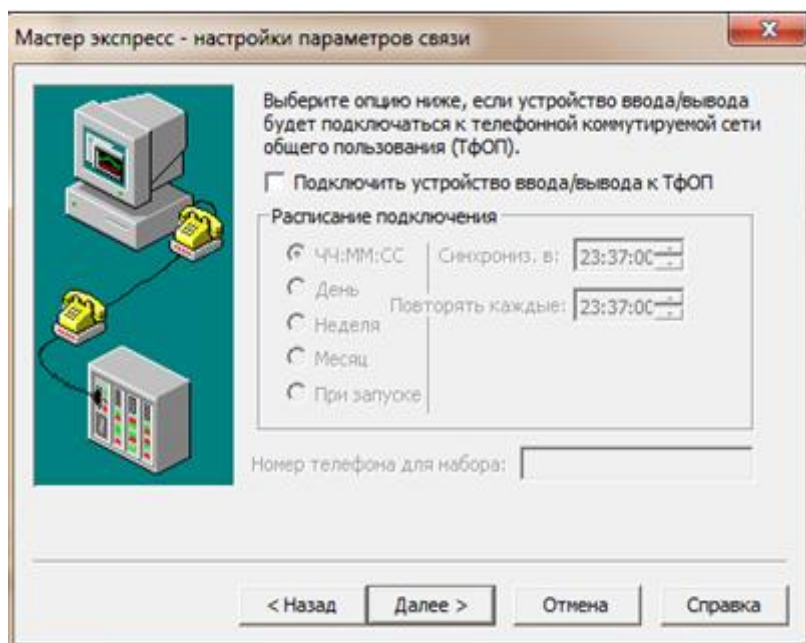 Мастер экспресс - настройки параметров связи
Выберите опцию ниже, если устройство ввода/вывода
будет подключаться к телефонной коммутируемой сети
общего пользования (ТфОП).
Подключить устройство ввода/вывода к ТфОП
Расписание подключения
ЧЧ:ММ:СС Синхрониз. в: 23:37:00
День
Повторять каждые: 23:37:00
Неделя
Месяц
При запуске
Номер телефона для набора:
< Назад Далее > Отмена Справка